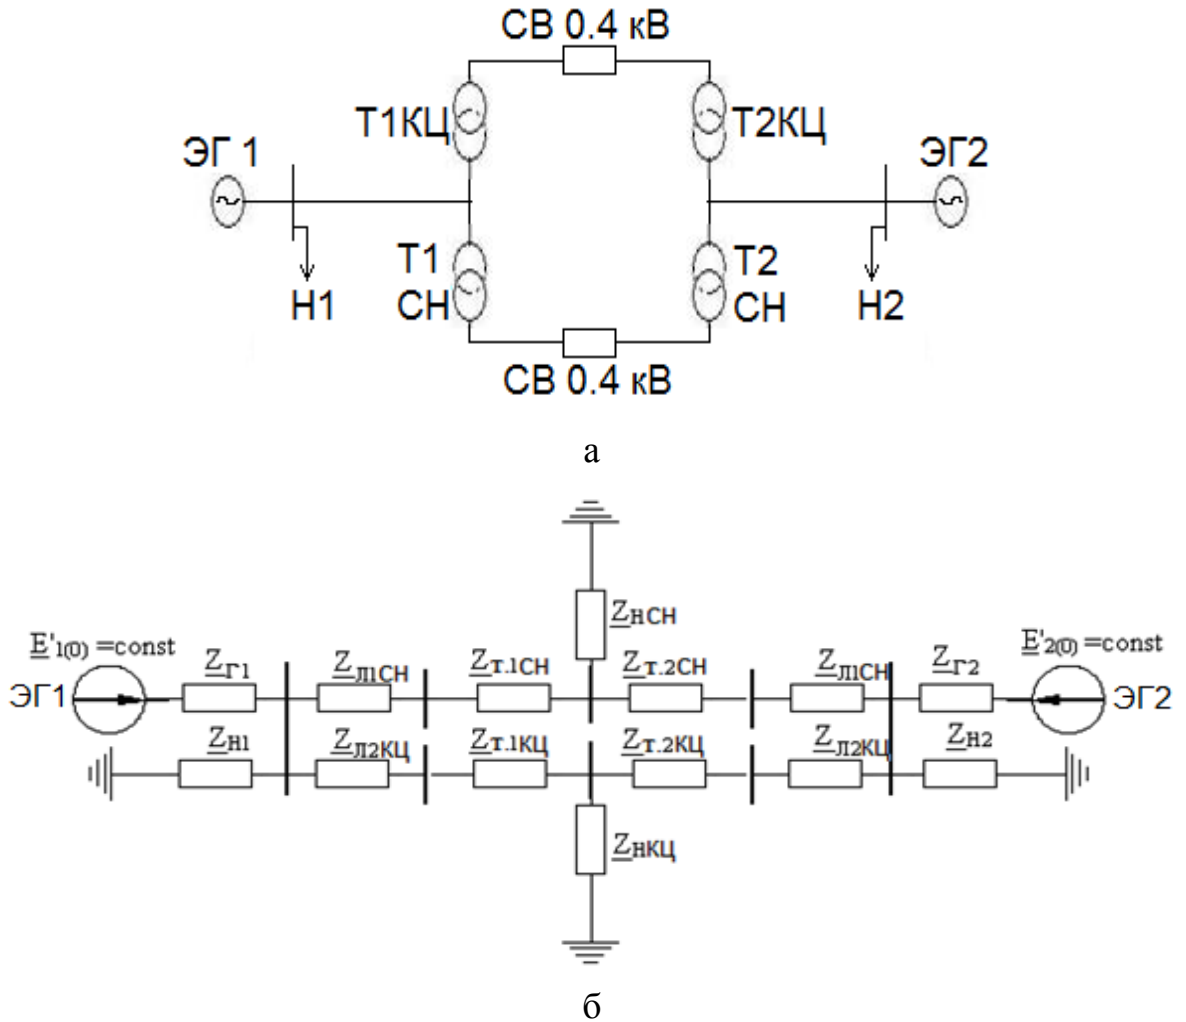 СВ 0.4 кВ
Т1КЦ
Т2КЦ
ЭГ 1
ЭГ2
Т1
СН
Т2
СН
Н1
Н2
СВ 0.4 кВ
а
Z_НСН
E'1(0) =const
E'2(0) =const
ZГ1
ZЛ1СН
ZТ.1СН
ZТ.2СН
ZЛ1СН
ZГ2
ЭГ1
ЭГ2
ZН1
ZЛ2КЦ
ZТ.1КЦ
ZТ.2КЦ
ZЛ2КЦ
ZН2
ZНКЦ
б